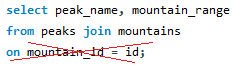 select peak_name, mountain_range
from peaks join mountains
on mountain_id = id;